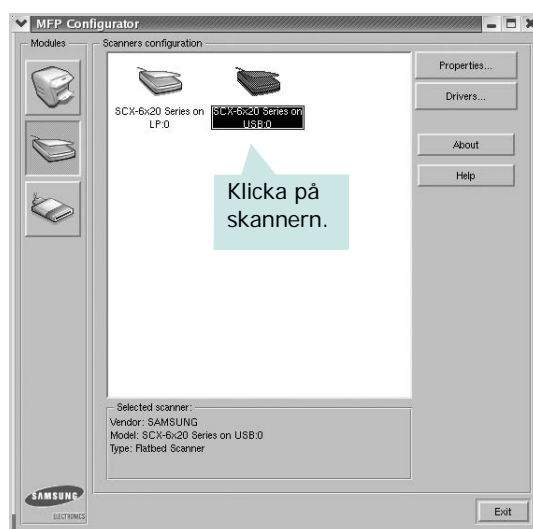 MFP Configurator
Modules
Scanners configuration
SCX-6x20 Series on
LP:0
SCX-6x20 Series on
USB:0
Klicka på
skannern.
Properties...
Drivers...
About
Help
Selected scanner:
Vendor: SAMSUNG
Model: SCX-6x20 Series on USB:0
Type: Flatbed Scanner
SAMSUNG
ELECTRONICS
Exit